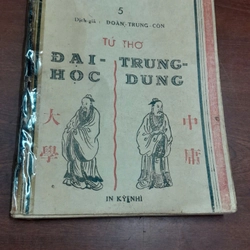 5
Dịch-giả : ĐOÀN-TRUNG-CÒN
TỨ THƠ
ĐẠI-HỌC
TRUNG-DUNG
大學
中庸
IN KỲ NHÌ